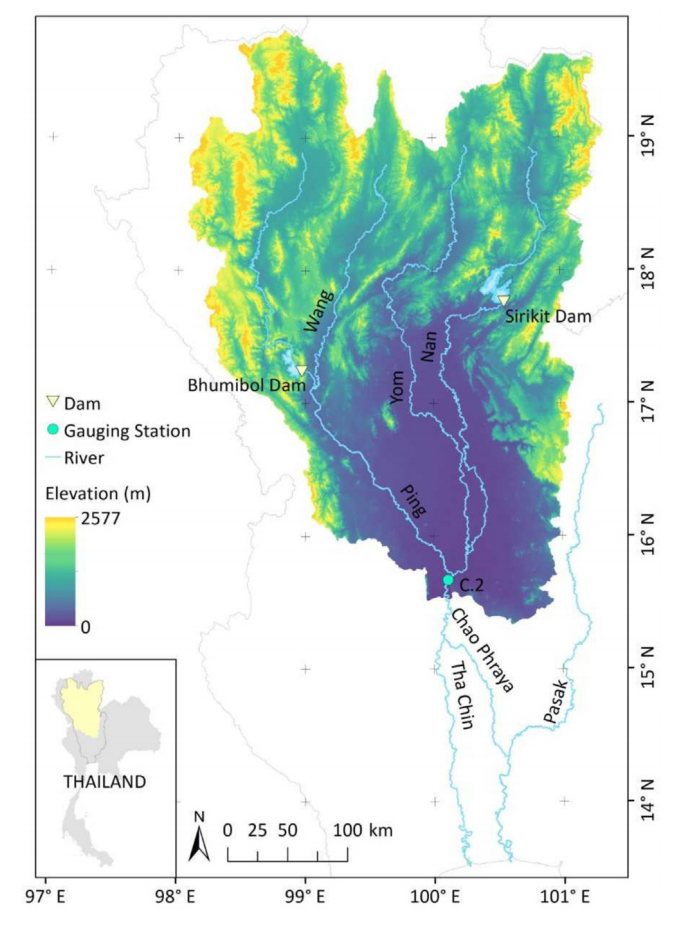 19° N
18° N
Wang
Sirikit Dam
Nan
Bhumibol Dam
Yom
17° N
Dam
Gauging Station
River
Elevation (m)
2577
0
Ping
16° N
C.2
Chao Phraya
Tha Chin
Pasak
15° N
THAILAND
14° N
N
0 25 50 100 km
97° E 98° E 99° E 100° E 101° E